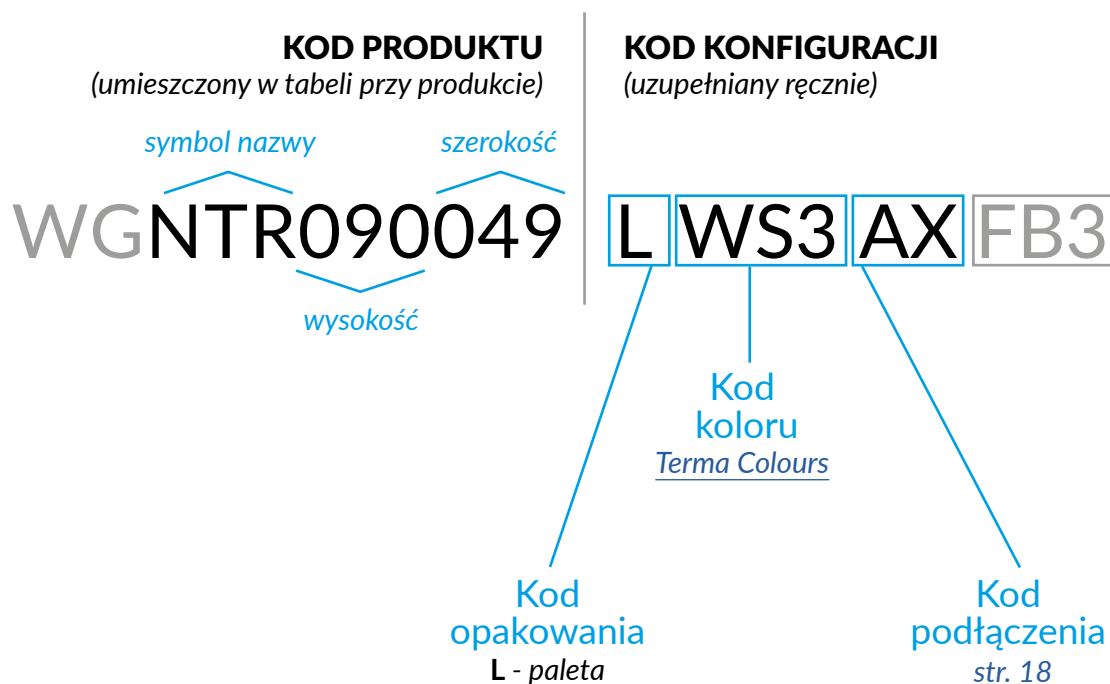 KOD PRODUKTU
(umieszczony w tabeli przy produkcie)
KOD KONFIGURACJI
(uzupełniany ręcznie)
symbol nazwy
szerokość
WGNTR090049 L WS3 AX FB3
wysokość
Kod
koloru
Terma Colours
Kod
opakowania
L - paleta
Kod
podłączenia
str. 18